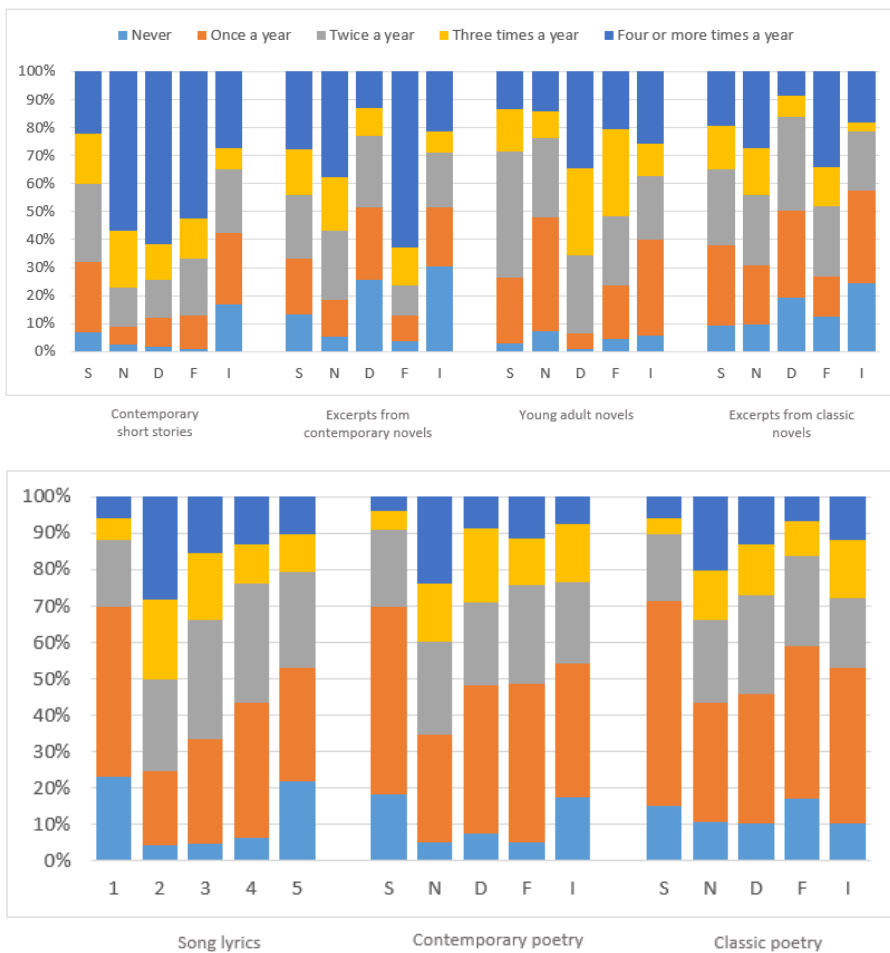 Never Once a year Twice a year Three times a year Four or more times a year
100%
90%
80%
70%
60%
50%
40%
30%
20%
10%
0%
S N D F I S N D F I S N D F I S N D F I
Contemporary short stories
Excerpts from contemporary novels
Young adult novels
Excerpts from classic novels
100%
90%
80%
70%
60%
50%
40%
30%
20%
10%
0%
1 2 3 4 5 S N D F I S N D F I
Song lyrics Contemporary poetry Classic poetry